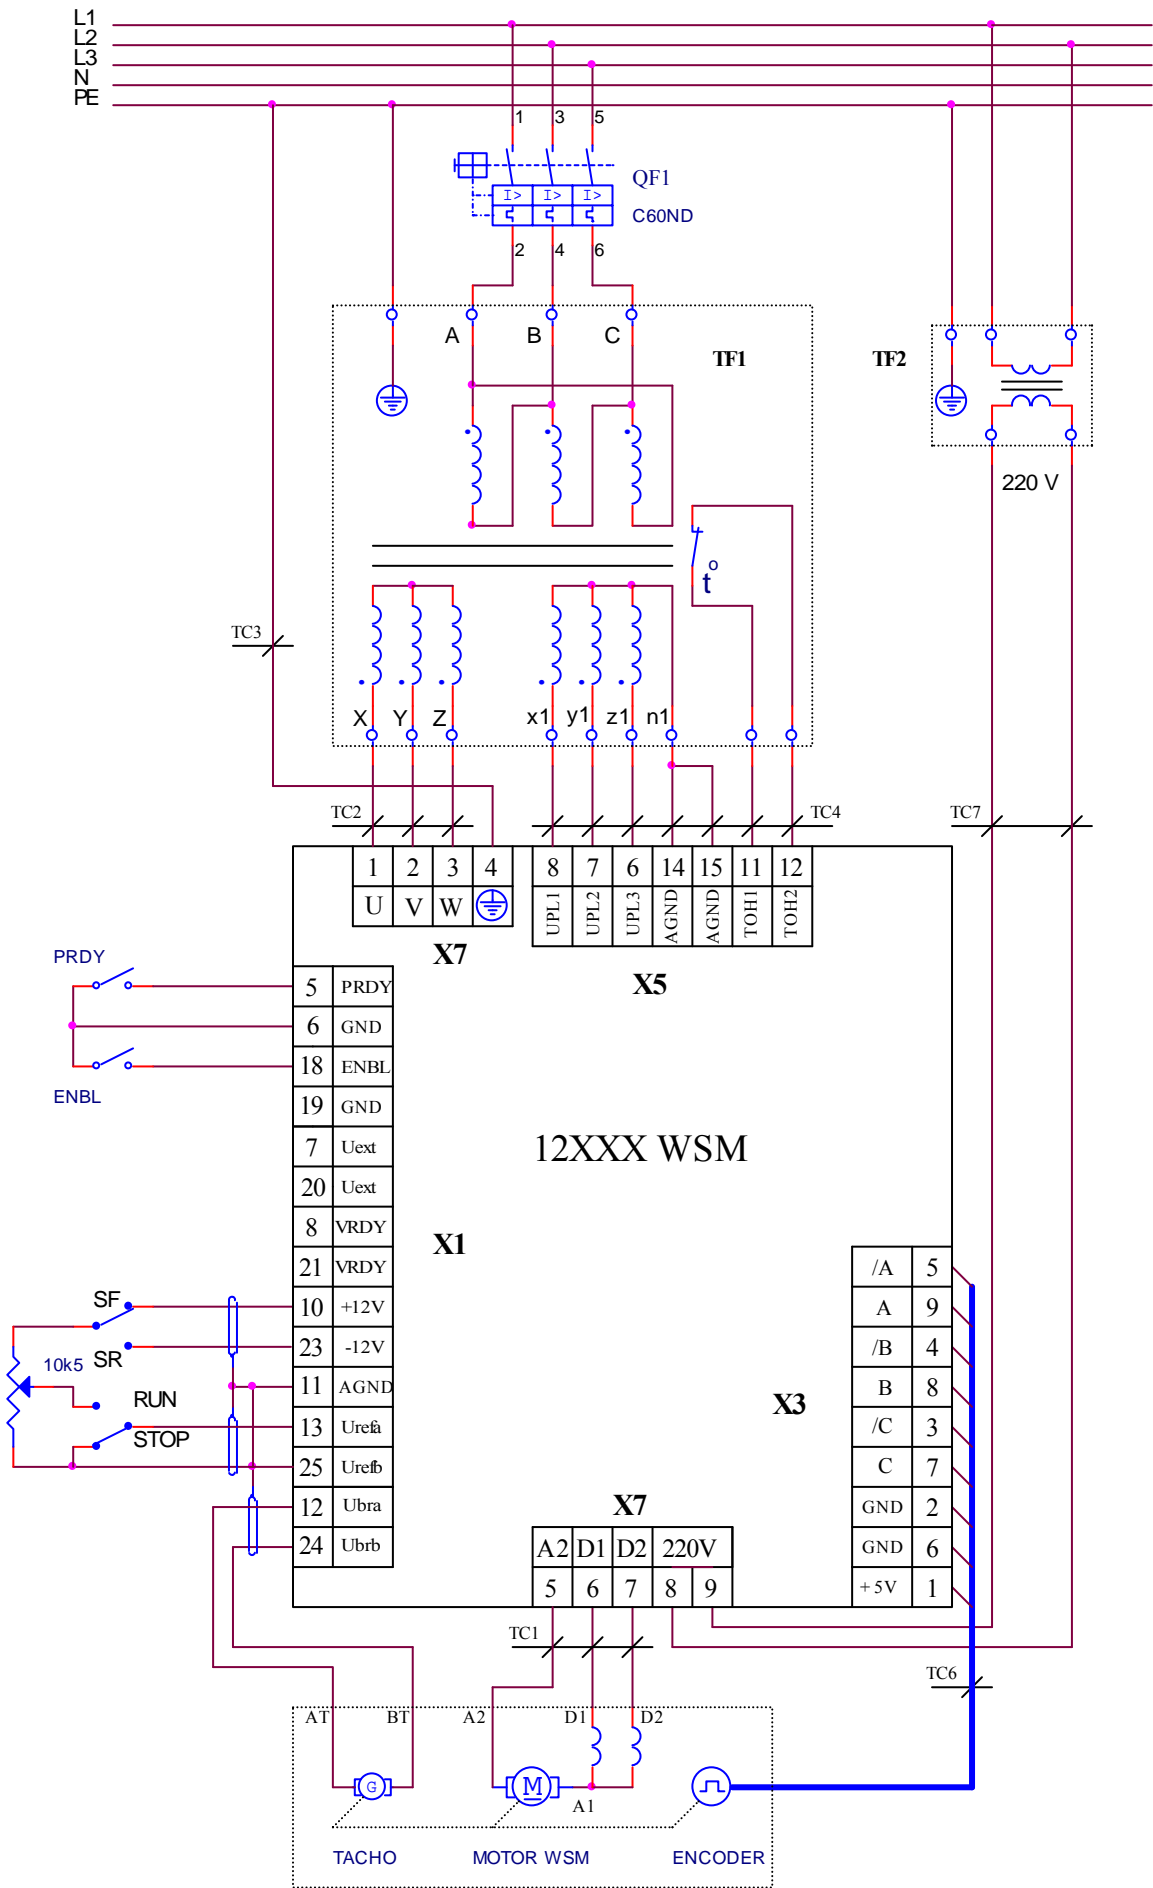 L1
L2
L3
N
PE
1 3 5
QF1
I> I> I>
C60ND
2 4 6
A B C
TF1 TF2
220 V
t°
TC3
X Y Z x1 y1 z1 n1
TC2 TC4 TC7
1 2 3 4 8 7 6 14 15 11 12
U V W UPL1 UPL2 UPL3 AGND AGND TOH1 TOH2
X7 X5
PRDY
5 PRDY
6 GND
18 ENBL
ENBL
19 GND
7 Uext
12XXX WSM
20 Uext
8 VRDY
X1
21 VRDY
/A 5
SF
10 +12V
A 9
SR
23 -12V
/B 4
10k5
11 AGND
B 8
RUN
X3
13 Urefa
/C 3
STOP
25 Urefb
C 7
X7
12 Ubra
GND 2
24 Ubrb
A2 D1 D2 220V
GND 6
5 6 7 8 9
+5V 1
TC1
TC6
AT BT A2 D1 D2
G M
A1
TACHO MOTOR WSM ENCODER